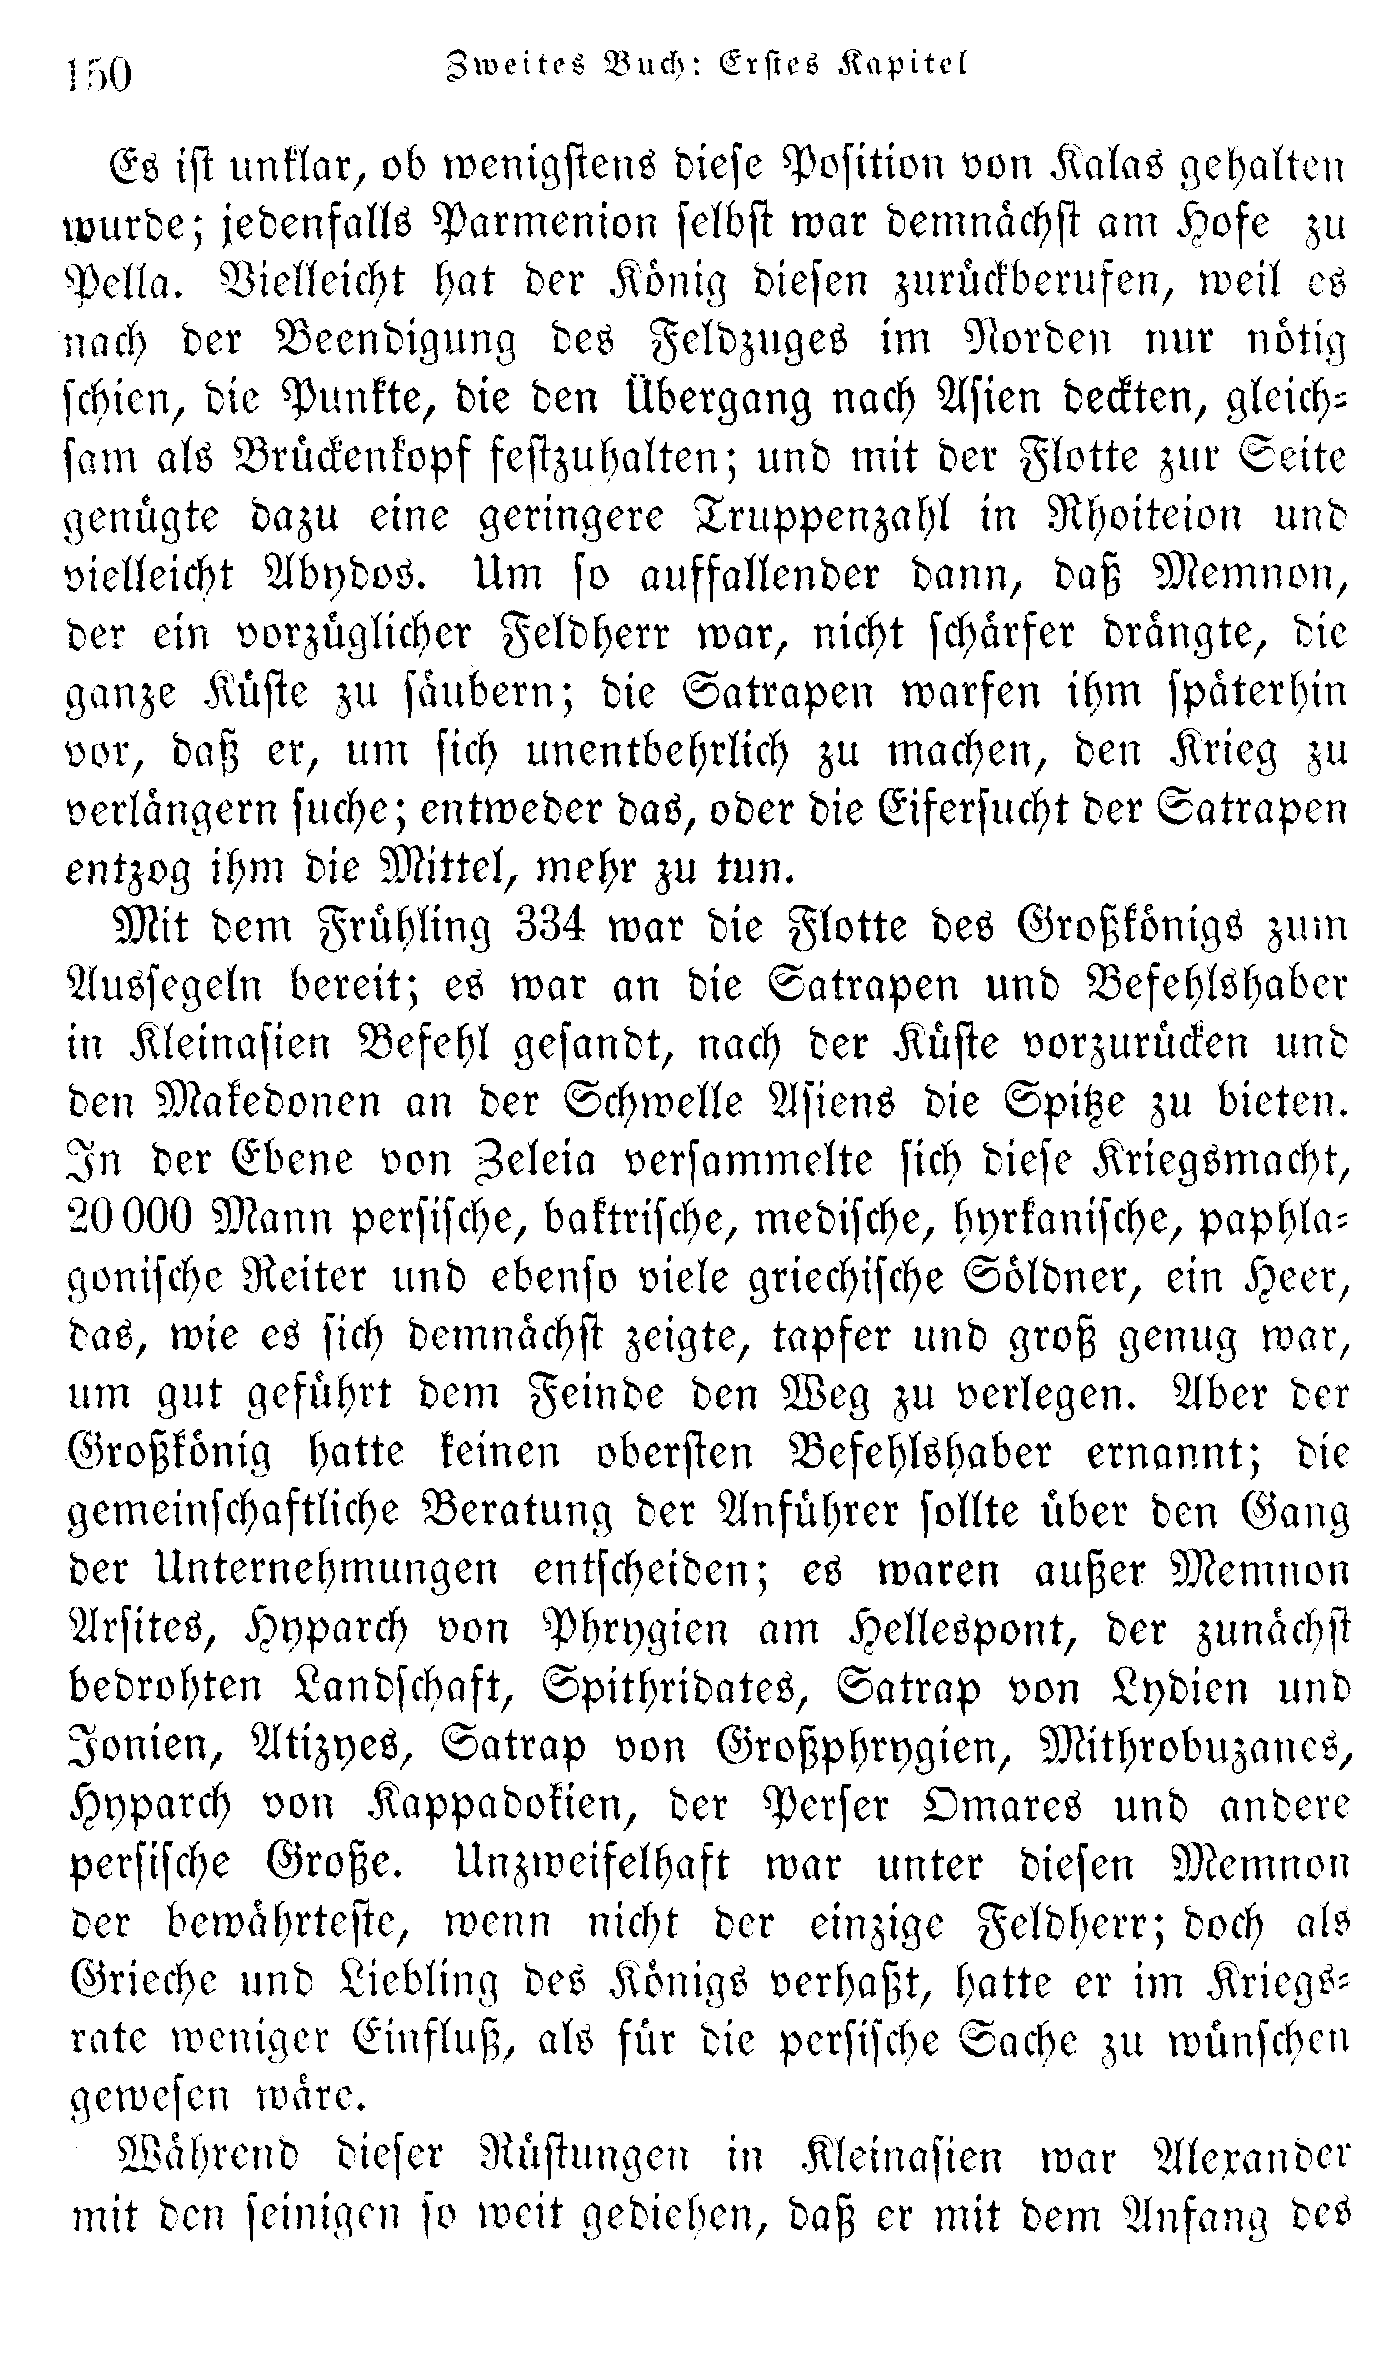 150
Zweites Buch: Erstes Kapitel
Es ist unklar, ob wenigstens diese Position von Kalas gehalten
wurde; jedenfalls Parmenion selbst war demnächst am Hofe zu
Pella. Vielleicht hat der König diesen zurückberufen, weil es
nach der Beendigung des Feldzuges im Norden nur nötig
schien, die Punkte, die den Übergang nach Asien deckten, gleich-
sam als Brückenkopf festzuhalten; und mit der Flotte zur Seite
genügte dazu eine geringere Truppenzahl in Rhoiteion und
vielleicht Abydos. Um so auffallender dann, daß Memnon,
der ein vorzüglicher Feldherr war, nicht schärfer drängte, die
ganze Küste zu säubern; die Satrapen warfen ihm späterhin
vor, daß er, um sich unentbehrlich zu machen, den Krieg zu
verlängern suche; entweder das, oder die Eifersucht der Satrapen
entzog ihm die Mittel, mehr zu tun.
Mit dem Frühling 334 war die Flotte des Großkönigs zum
Aussegeln bereit; es war an die Satrapen und Befehlshaber
in Kleinasien Befehl gesandt, nach der Küste vorzurücken und
den Makedonen an der Schwelle Asiens die Spitze zu bieten.
In der Ebene von Zeleia versammelte sich diese Kriegsmacht,
20000 Mann persische, baktrische, medische, hyrkanische, paphla-
gonische Reiter und ebenso viele griechische Söldner, ein Heer,
das, wie es sich demnächst zeigte, tapfer und groß genug war,
um gut geführt dem Feinde den Weg zu verlegen. Aber der
Großkönig hatte keinen obersten Befehlshaber ernannt; die
gemeinschaftliche Beratung der Anführer sollte über den Gang
der Unternehmungen entscheiden; es waren außer Memnon
Arsites, Hyparch von Phrygien am Hellespont, der zunächst
bedrohten Landschaft, Spithridates, Satrap von Lydien und
Jonien, Atizyes, Satrap von Großphrygien, Mithrobuzanes,
Hyparch von Kappadokien, der Perser Omares und andere
persische Große. Unzweifelhaft war unter diesen Memnon
der bewährteste, wenn nicht der einzige Feldherr; doch als
Grieche und Liebling des Königs verhaßt, hatte er im Kriegs-
rate weniger Einfluß, als für die persische Sache zu wünschen
gewesen wäre.
Während dieser Rüstungen in Kleinasien war Alexander
mit den seinigen so weit gediehen, daß er mit dem Anfang des